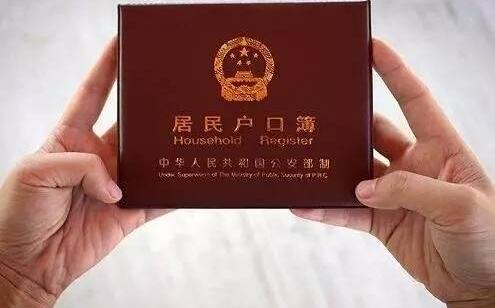 居民户口簿
Household Register
中华人民共和国公安部制
Under Supervision of The Ministry of Public Security of P.R.C